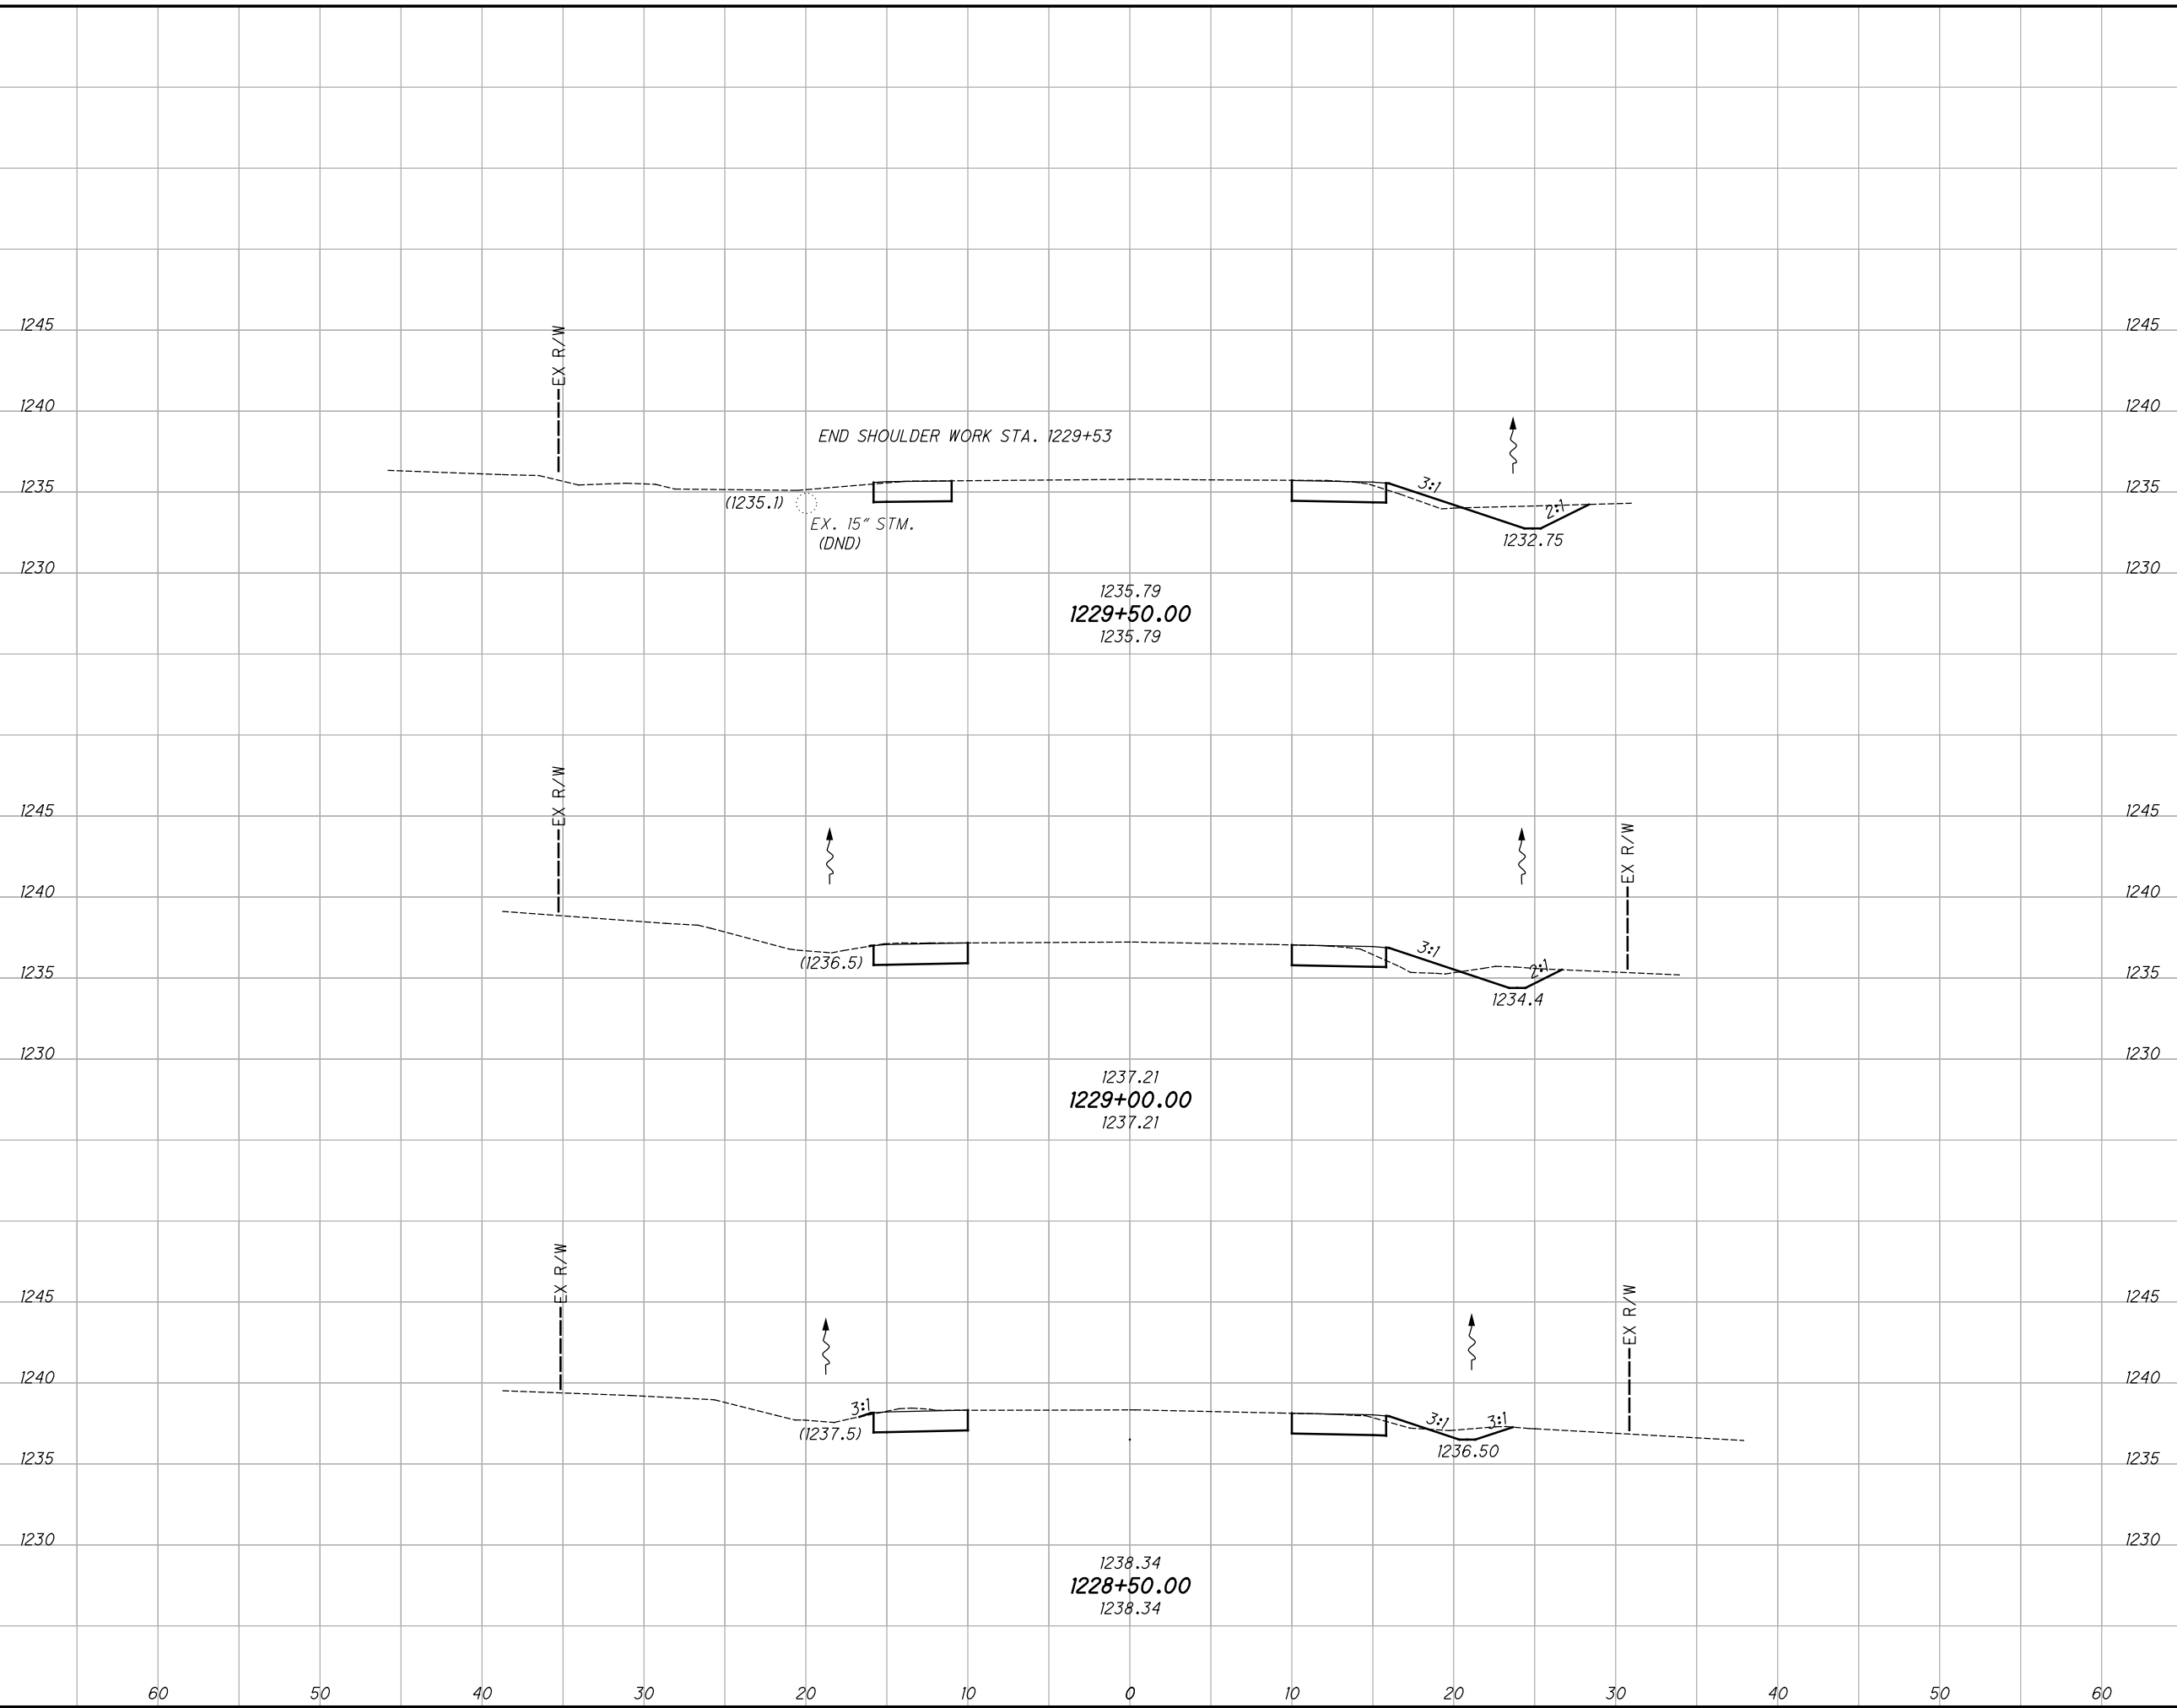 1245 1245
EX R/W
1240 1240
END SHOULDER WORK STA. 1229+53
1235 3:1 1235
(1235.1) 2:1
EX. 15" STM.
(DND) 1232.75
1230 1230
1235.79
1229+50.00
1235.79
EX R/W
1245 1245
EX R/W
1240 1240
3:1
(1236.5) 2:1
1235 1235
1234.4
1230 1230
1237.21
1229+00.00
1237.21
EX R/W
1245 1245
EX R/W
1240 1240
3:1
3:1 3:1
(1237.5)
1236.50
1235 1235
1230 1230
1238.34
1228+50.00
1238.34
60 50 40 30 20 10 0 10 20 30 40 50 60